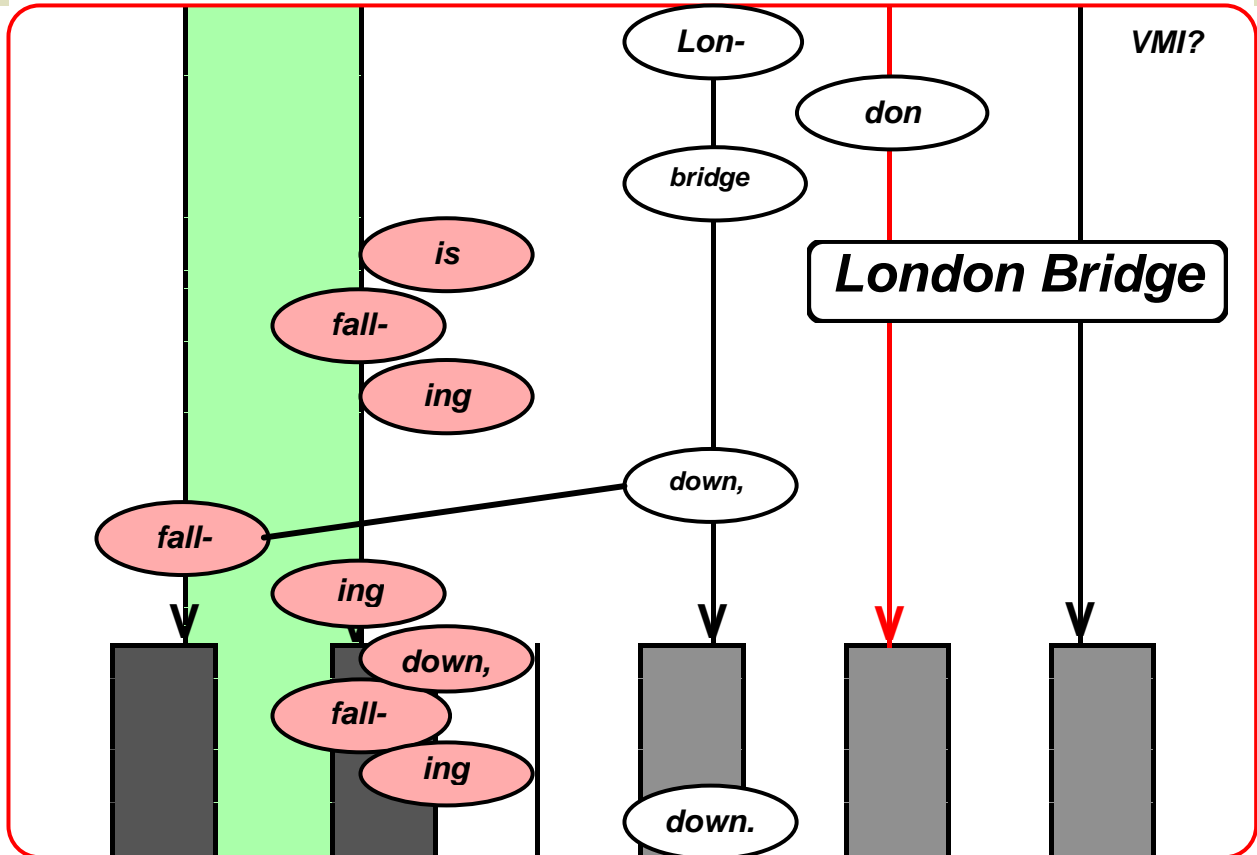 Lon-
VMI?
don
bridge
is
London Bridge
fall-
ing
down,
fall-
ing
down,
fall-
ing
down.